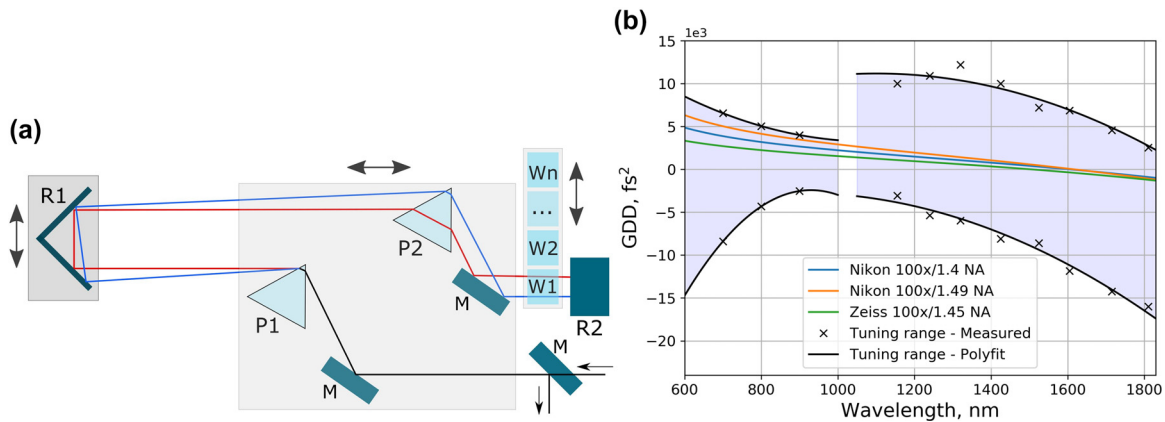 (a)
R1
P1
P2
M
M
M
Wn
...
W2
W1
R2
(b)
1e3
15
10
5
0
−5
−10
−15
−20
GDD, fs²
600
800
1000
1200
1400
1600
1800
Wavelength, nm
Nikon 100x/1.4 NA
Nikon 100x/1.49 NA
Zeiss 100x/1.45 NA
Tuning range - Measured
Tuning range - Polyfit